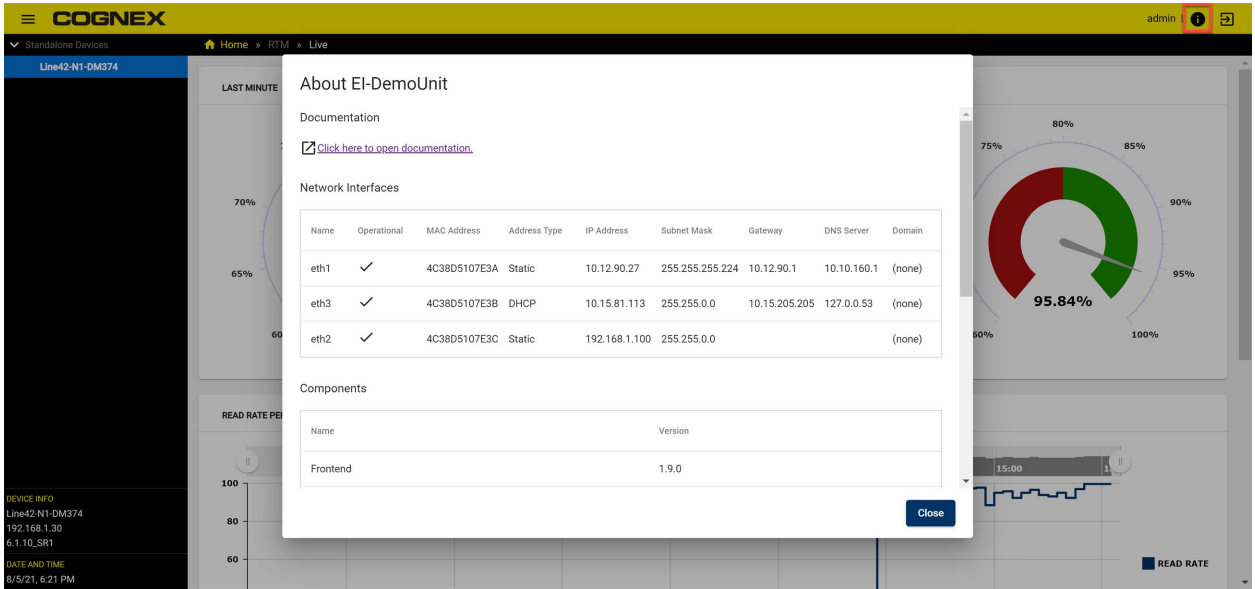 COGNEX
admin |
Standalone Devices
Home » RTM » Live
Line42-N1-DM374
LAST MINUTE
About EI-DemoUnit
Documentation
Click here to open documentation.
Network Interfaces
Name Operational MAC Address Address Type IP Address Subnet Mask Gateway DNS Server Domain
eth1 ✓ 4C38D5107E3A Static 10.12.90.27 255.255.255.224 10.12.90.1 10.10.160.1 (none)
eth3 ✓ 4C38D5107E3B DHCP 10.15.81.113 255.255.0.0 10.15.205.205 127.0.0.53 (none)
eth2 ✓ 4C38D5107E3C Static 192.168.1.100 255.255.0.0 (none)
Components
Name Version
Frontend 1.9.0
Close
70%
65%
60
75%
80%
85%
90%
95%
95.84%
60%
100%
READ RATE PE
15:00
100
80
60
READ RATE
DEVICE INFO
Line42-N1-DM374
192.168.1.30
6.1.10_SR1
DATE AND TIME
8/5/21, 6:21 PM